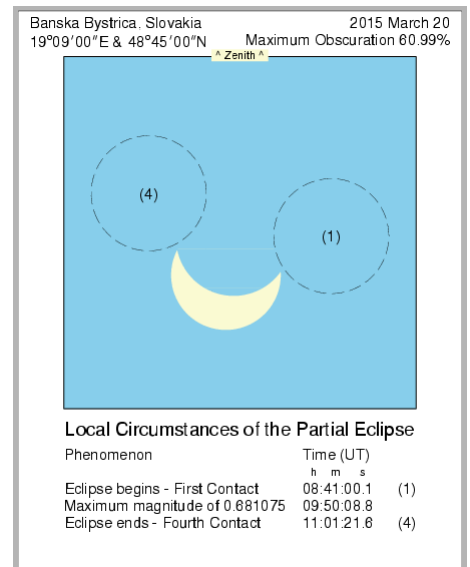 Banska Bystrica. Slovakia 2015 March 20
19°09'00"E & 48°45'00"N Maximum Obscuration 60.99%
^ Zenith ^
(4)
(1)
Local Circumstances of the Partial Eclipse
Phenomenon Time (UT)
h m s
Eclipse begins - First Contact 08:41:00.1 (1)
Maximum magnitude of 0.681075 09:50:08.8
Eclipse ends - Fourth Contact 11:01:21.6 (4)